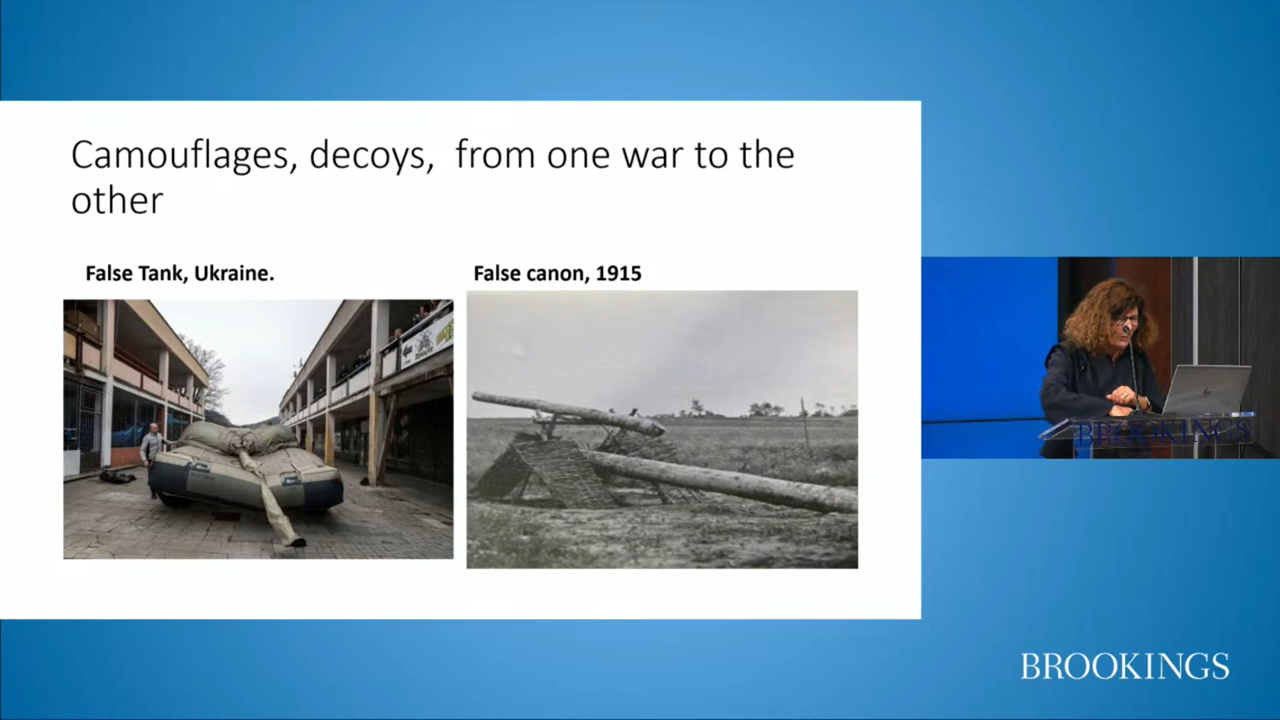 Camouflages, decoys,  from one war to the
other
False Tank, Ukraine.
False canon, 1915
BROOKINGS
BROOKINGS